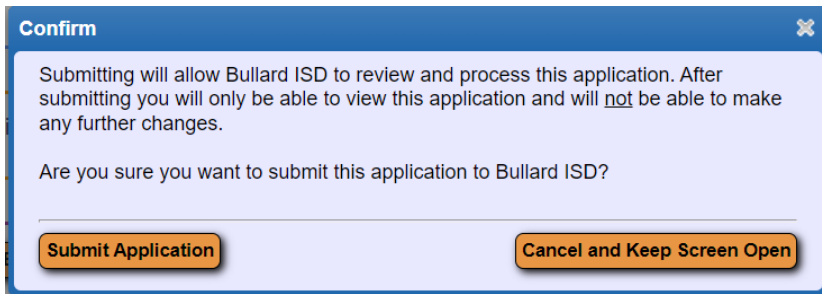 Confirm
Submitting will allow Bullard ISD to review and process this application. After
submitting you will only be able to view this application and will not be able to make
any further changes.
Are you sure you want to submit this application to Bullard ISD?
Submit Application
Cancel and Keep Screen Open